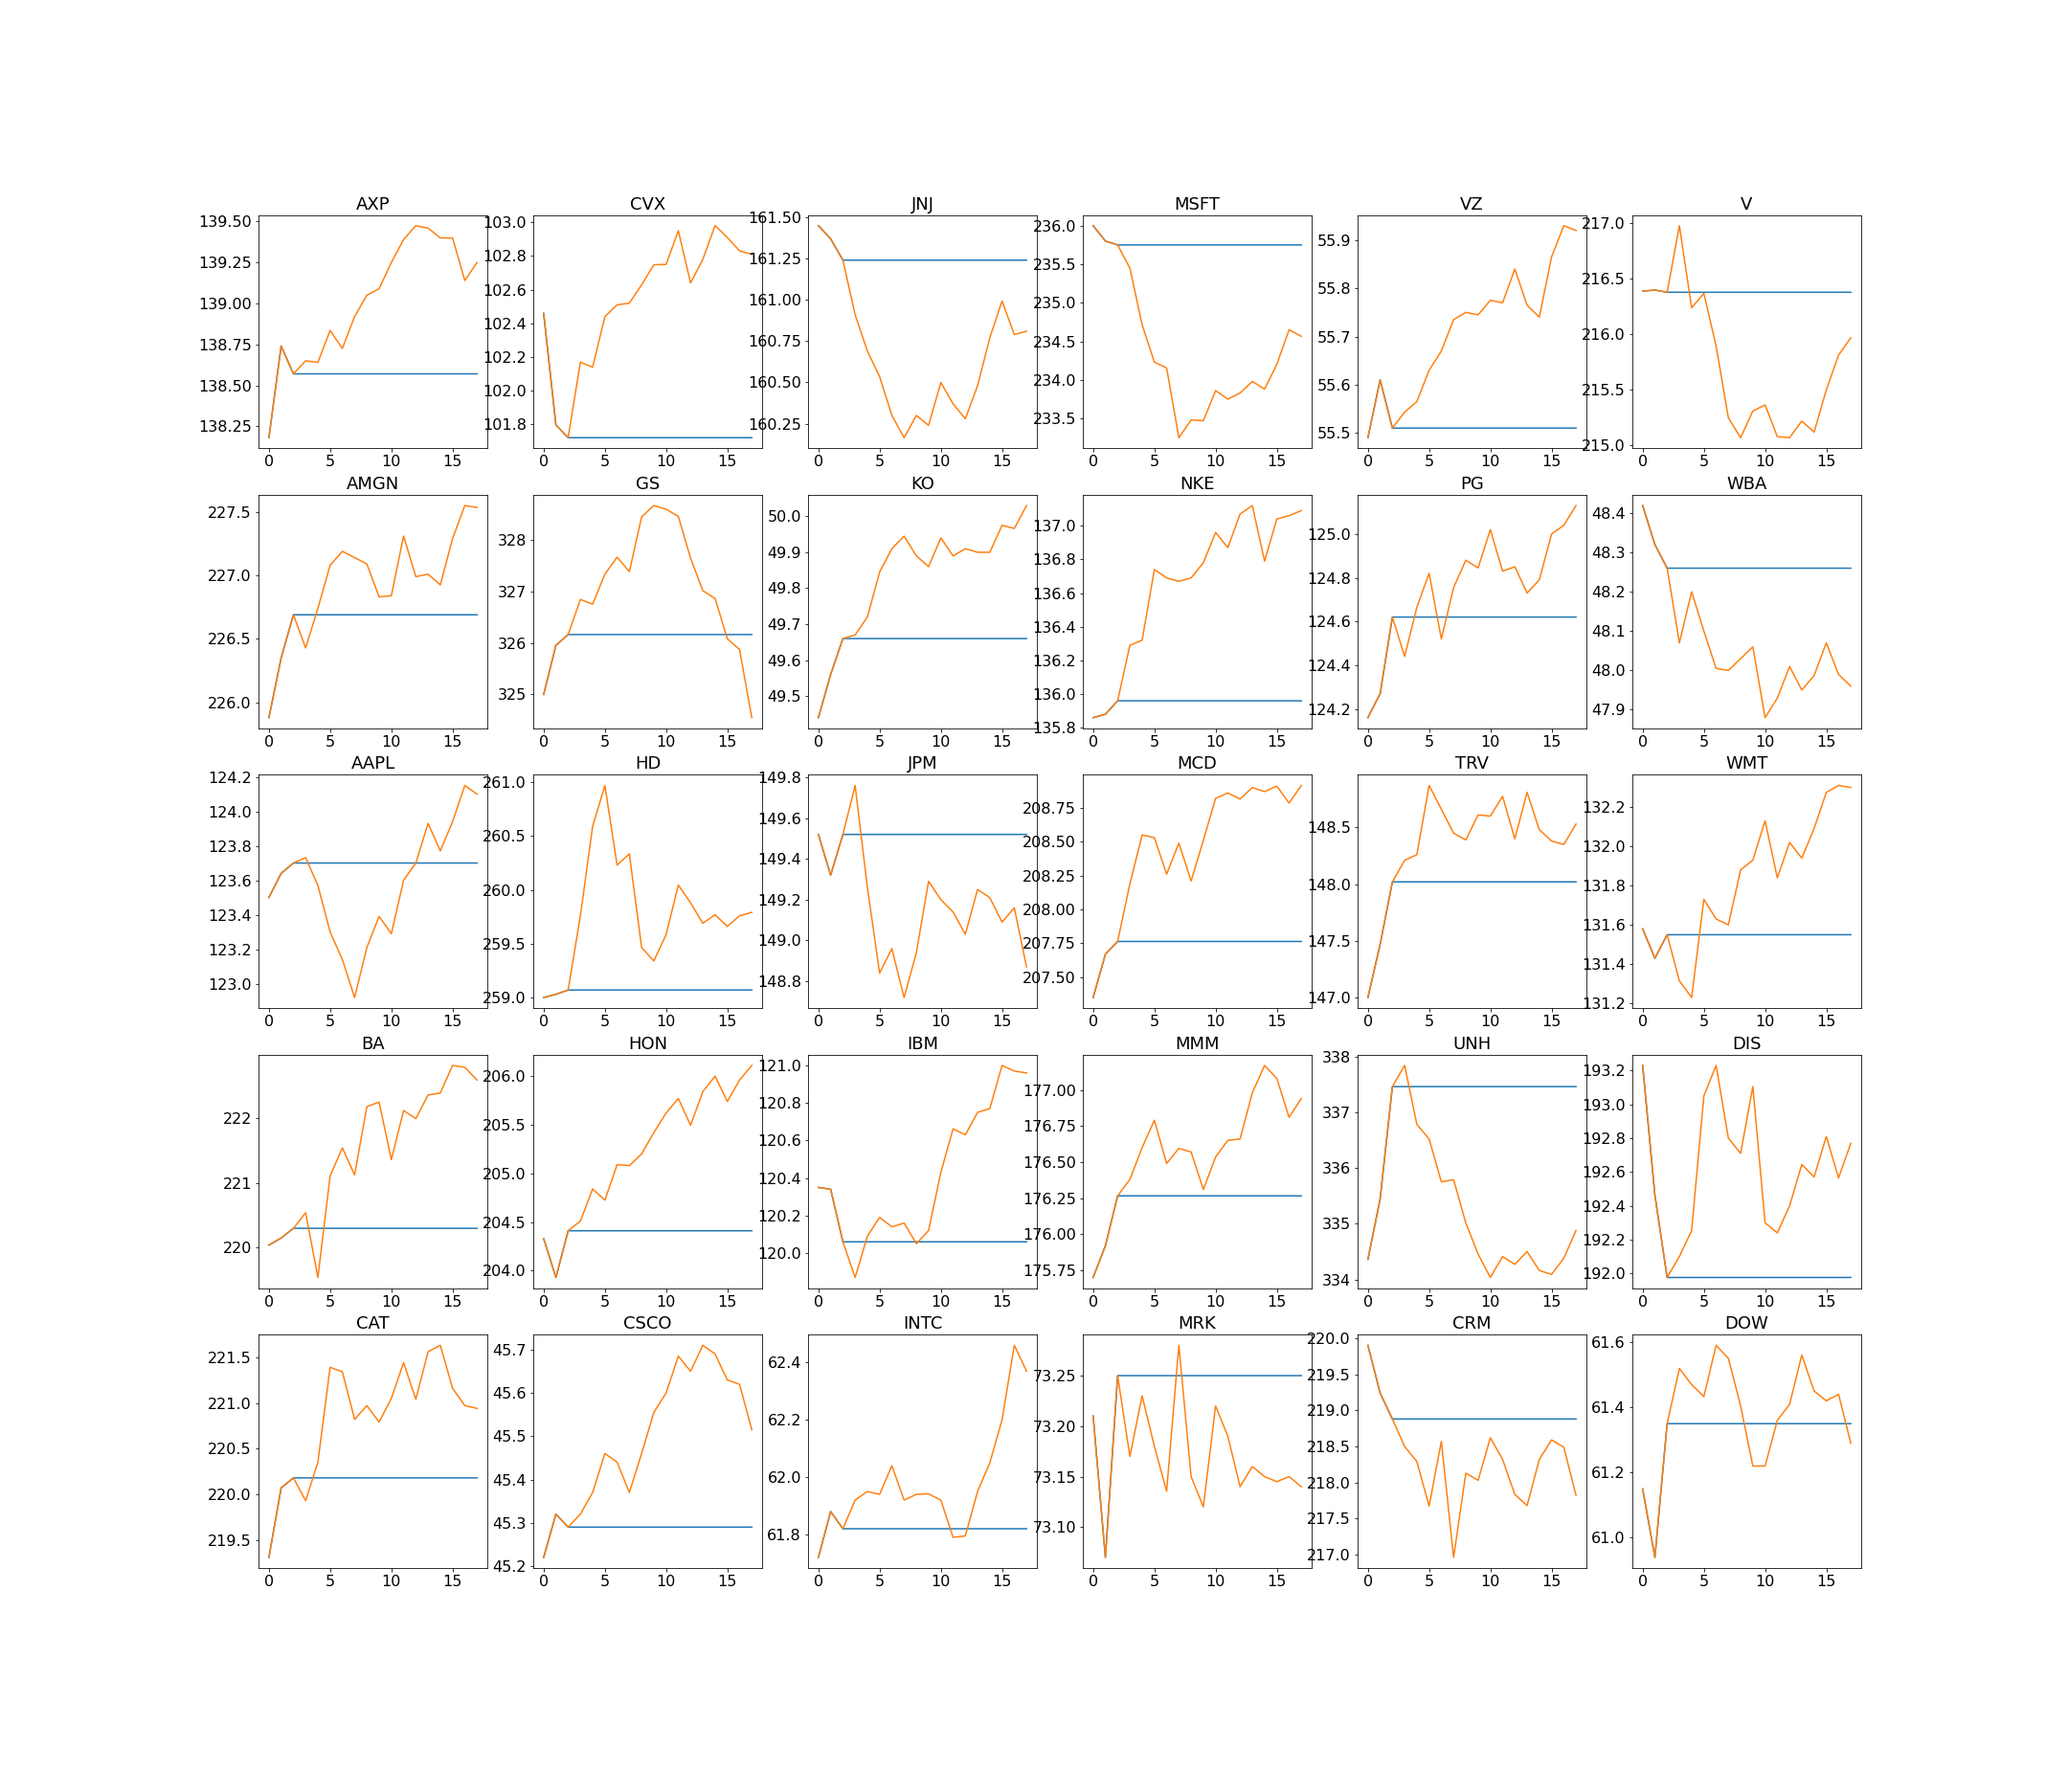 AXP
139.50
139.25
139.00
138.75
138.50
138.25
0 5 10 15
CVX
103.0
102.8
102.6
102.4
102.2
102.0
101.8
0 5 10 15
JNJ
161.50
161.25
161.00
160.75
160.50
160.25
0 5 10 15
MSFT
236.0
235.5
235.0
234.5
234.0
233.5
0 5 10 15
VZ
55.9
55.8
55.7
55.6
55.5
0 5 10 15
V
217.0
216.5
216.0
215.5
215.0
0 5 10 15
AMGN
227.5
227.0
226.5
226.0
0 5 10 15
GS
328
327
326
325
0 5 10 15
KO
50.0
49.9
49.8
49.7
49.6
49.5
0 5 10 15
NKE
137.0
136.8
136.6
136.4
136.2
136.0
135.8
0 5 10 15
PG
125.0
124.8
124.6
124.4
124.2
0 5 10 15
WBA
48.4
48.3
48.2
48.1
48.0
47.9
0 5 10 15
AAPL
124.2
124.0
123.8
123.6
123.4
123.2
123.0
0 5 10 15
HD
261.0
260.5
260.0
259.5
259.0
0 5 10 15
JPM
149.8
149.6
149.4
149.2
149.0
148.8
0 5 10 15
MCD
208.75
208.50
208.25
208.00
207.75
207.50
0 5 10 15
TRV
148.5
148.0
147.5
147.0
0 5 10 15
WMT
132.2
132.0
131.8
131.6
131.4
131.2
0 5 10 15
BA
222
221
220
0 5 10 15
HON
206.0
205.5
205.0
204.5
204.0
0 5 10 15
IBM
121.0
120.8
120.6
120.4
120.2
120.0
0 5 10 15
MMM
177.00
176.75
176.50
176.25
176.00
175.75
0 5 10 15
UNH
338
337
336
335
334
0 5 10 15
DIS
193.2
193.0
192.8
192.6
192.4
192.2
192.0
0 5 10 15
CAT
221.5
221.0
220.5
220.0
219.5
0 5 10 15
CSCO
45.7
45.6
45.5
45.4
45.3
45.2
0 5 10 15
INTC
62.4
62.2
62.0
61.8
0 5 10 15
MRK
73.25
73.20
73.15
73.10
0 5 10 15
CRM
220.0
219.5
219.0
218.5
218.0
217.5
217.0
0 5 10 15
DOW
61.6
61.4
61.2
61.0
0 5 10 15